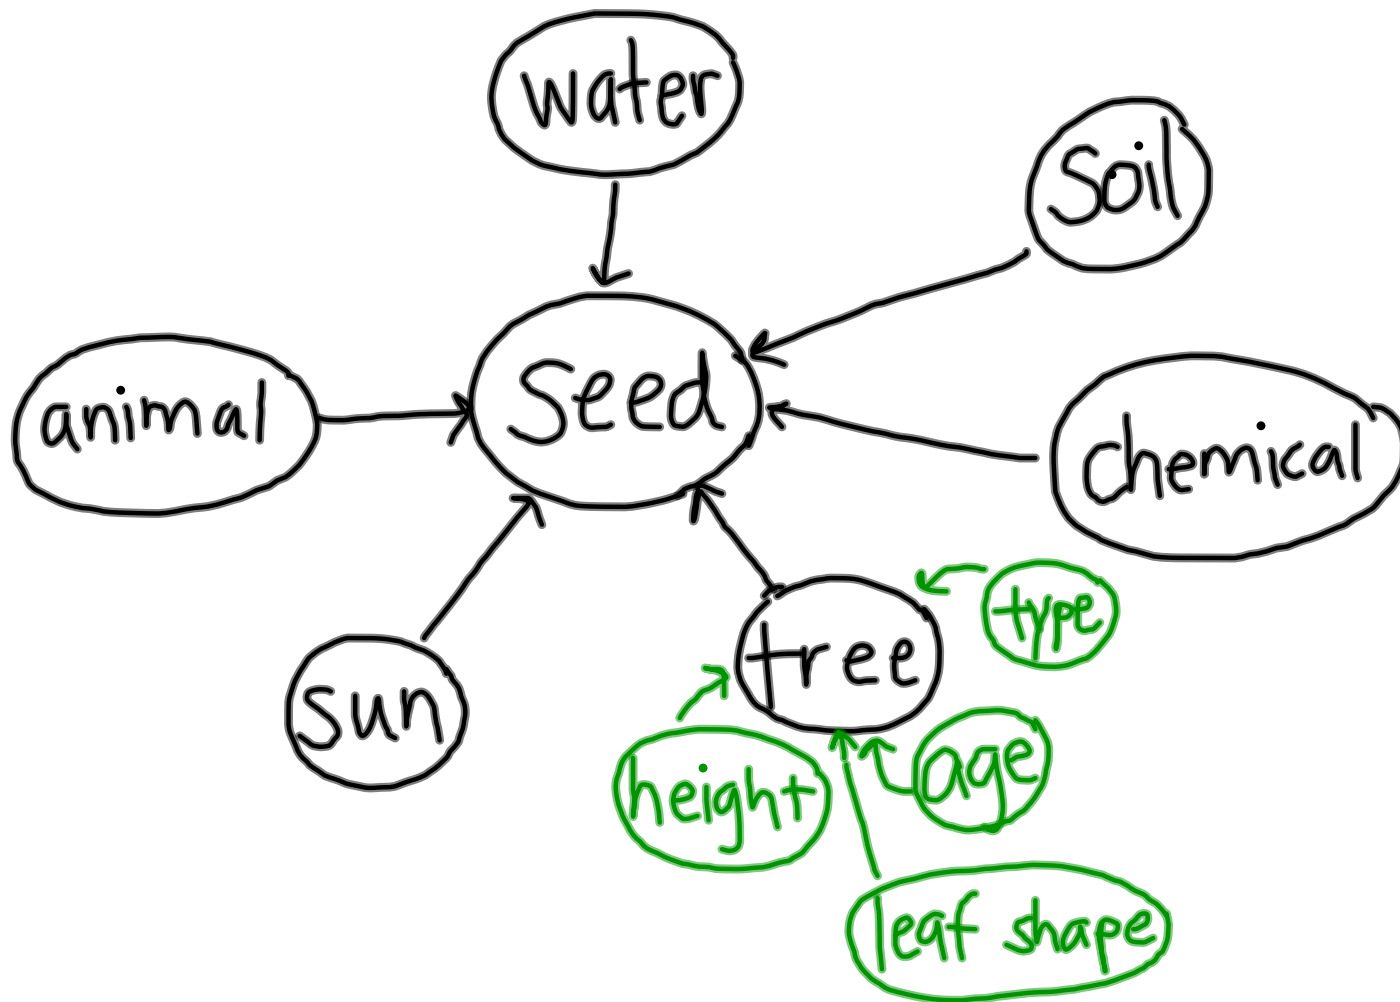 water
Soil
seed
animal
chemical
type
tree
sun
age
height
leaf shape